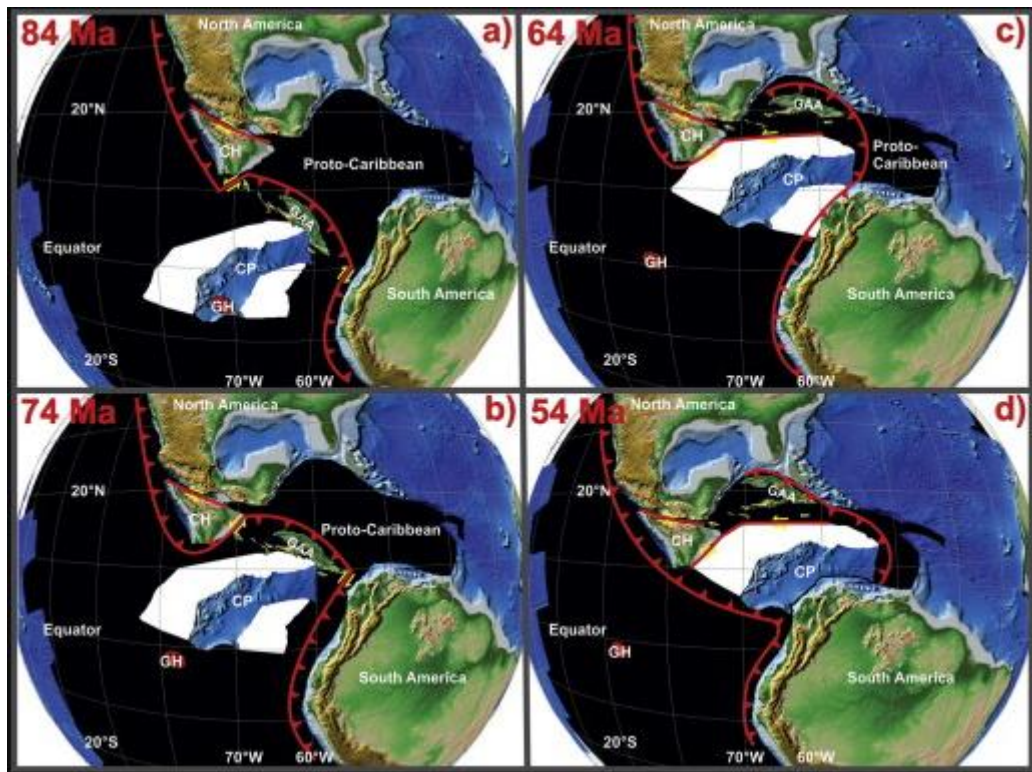 84 Ma
North America
a)
20°N
CH
Proto-Caribbean
GAA
Equator
CP
GH
South America
20°S
70°W
60°W
64 Ma
North America
c)
20°N
GAA
CH
Proto-
Caribbean
CP
Equator
GH
South America
20°S
70°W
60°W
74 Ma
North America
b)
20°N
CH
Proto-Caribbean
GAA
CP
Equator
GH
South America
20°S
70°W
60°W
54 Ma
North America
d)
20°N
GAA
CH
CP
Equator
GH
South America
20°S
70°W
60°W